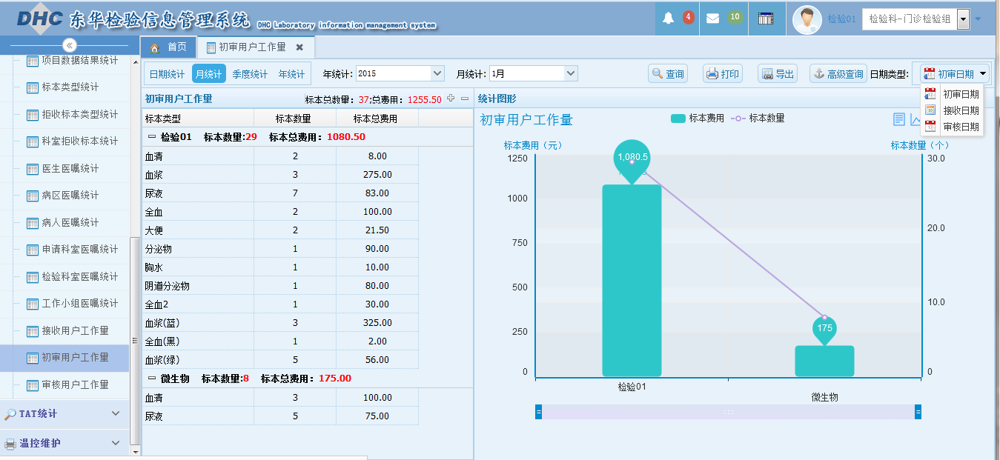 DHC 东华检验信息管理系统 DHC Laboratory information management system
4 10 检验01 检验科-门诊检验组
首页 初审用户工作量
项目数据结果统计
标本类型统计
拒收标本类型统计
科室拒收标本统计
医生医嘱统计
病区医嘱统计
病人医嘱统计
申请科室医嘱统计
检验科室医嘱统计
工作小组医嘱统计
接收用户工作量
初审用户工作量
审核用户工作量
TAT统计
温控维护
日期统计 月统计 季度统计 年统计 年统计: 2015 月统计: 1月 查询 打印 导出 高级查询 日期类型: 初审日期
初审日期
接收日期
审核日期
初审用户工作量 标本总数量: 37;总费用: 1255.50
标本类型 标本数量 标本总费用
检验01 标本数量:29 标本总费用: 1080.50
血清 2 8.00
血浆 3 275.00
尿液 7 83.00
全血 2 100.00
大便 2 21.50
分泌物 1 90.00
胸水 1 10.00
阴道分泌物 1 80.00
全血2 1 30.00
血浆(蓝) 3 325.00
全血(黑) 1 2.00
血浆(绿) 5 56.00
微生物 标本数量:8 标本总费用: 175.00
血清 3 100.00
尿液 5 75.00
统计图形
初审用户工作量 标本费用 标本数量
标本费用（元） 标本数量（个）
1250 1,080.5 30.0
1000
750 20.0
500
250 175 10.0
0 0
检验01
微生物